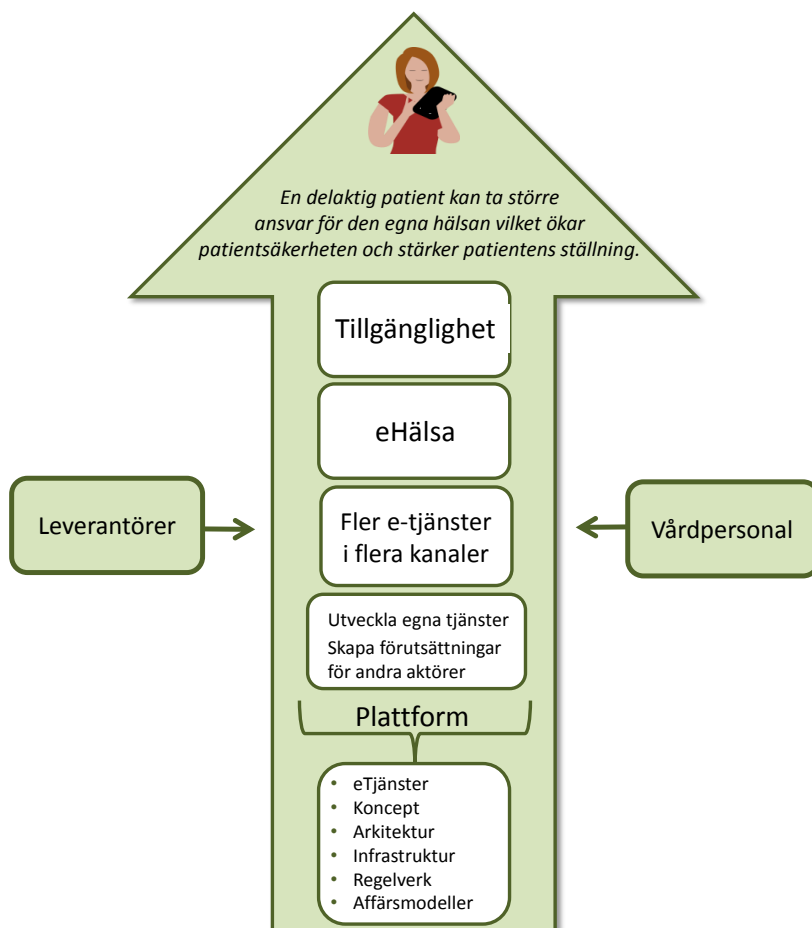 En delaktig patient kan ta större
ansvar för den egna hälsan vilket ökar
patientsäkerheten och stärker patientens ställning.
Tillgänglighet
eHälsa
Leverantörer
Fler e-tjänster
i flera kanaler
Vårdpersonal
Utveckla egna tjänster
Skapa förutsättningar
för andra aktörer
Plattform
• eTjänster
• Koncept
• Arkitektur
• Infrastruktur
• Regelverk
• Affärsmodeller